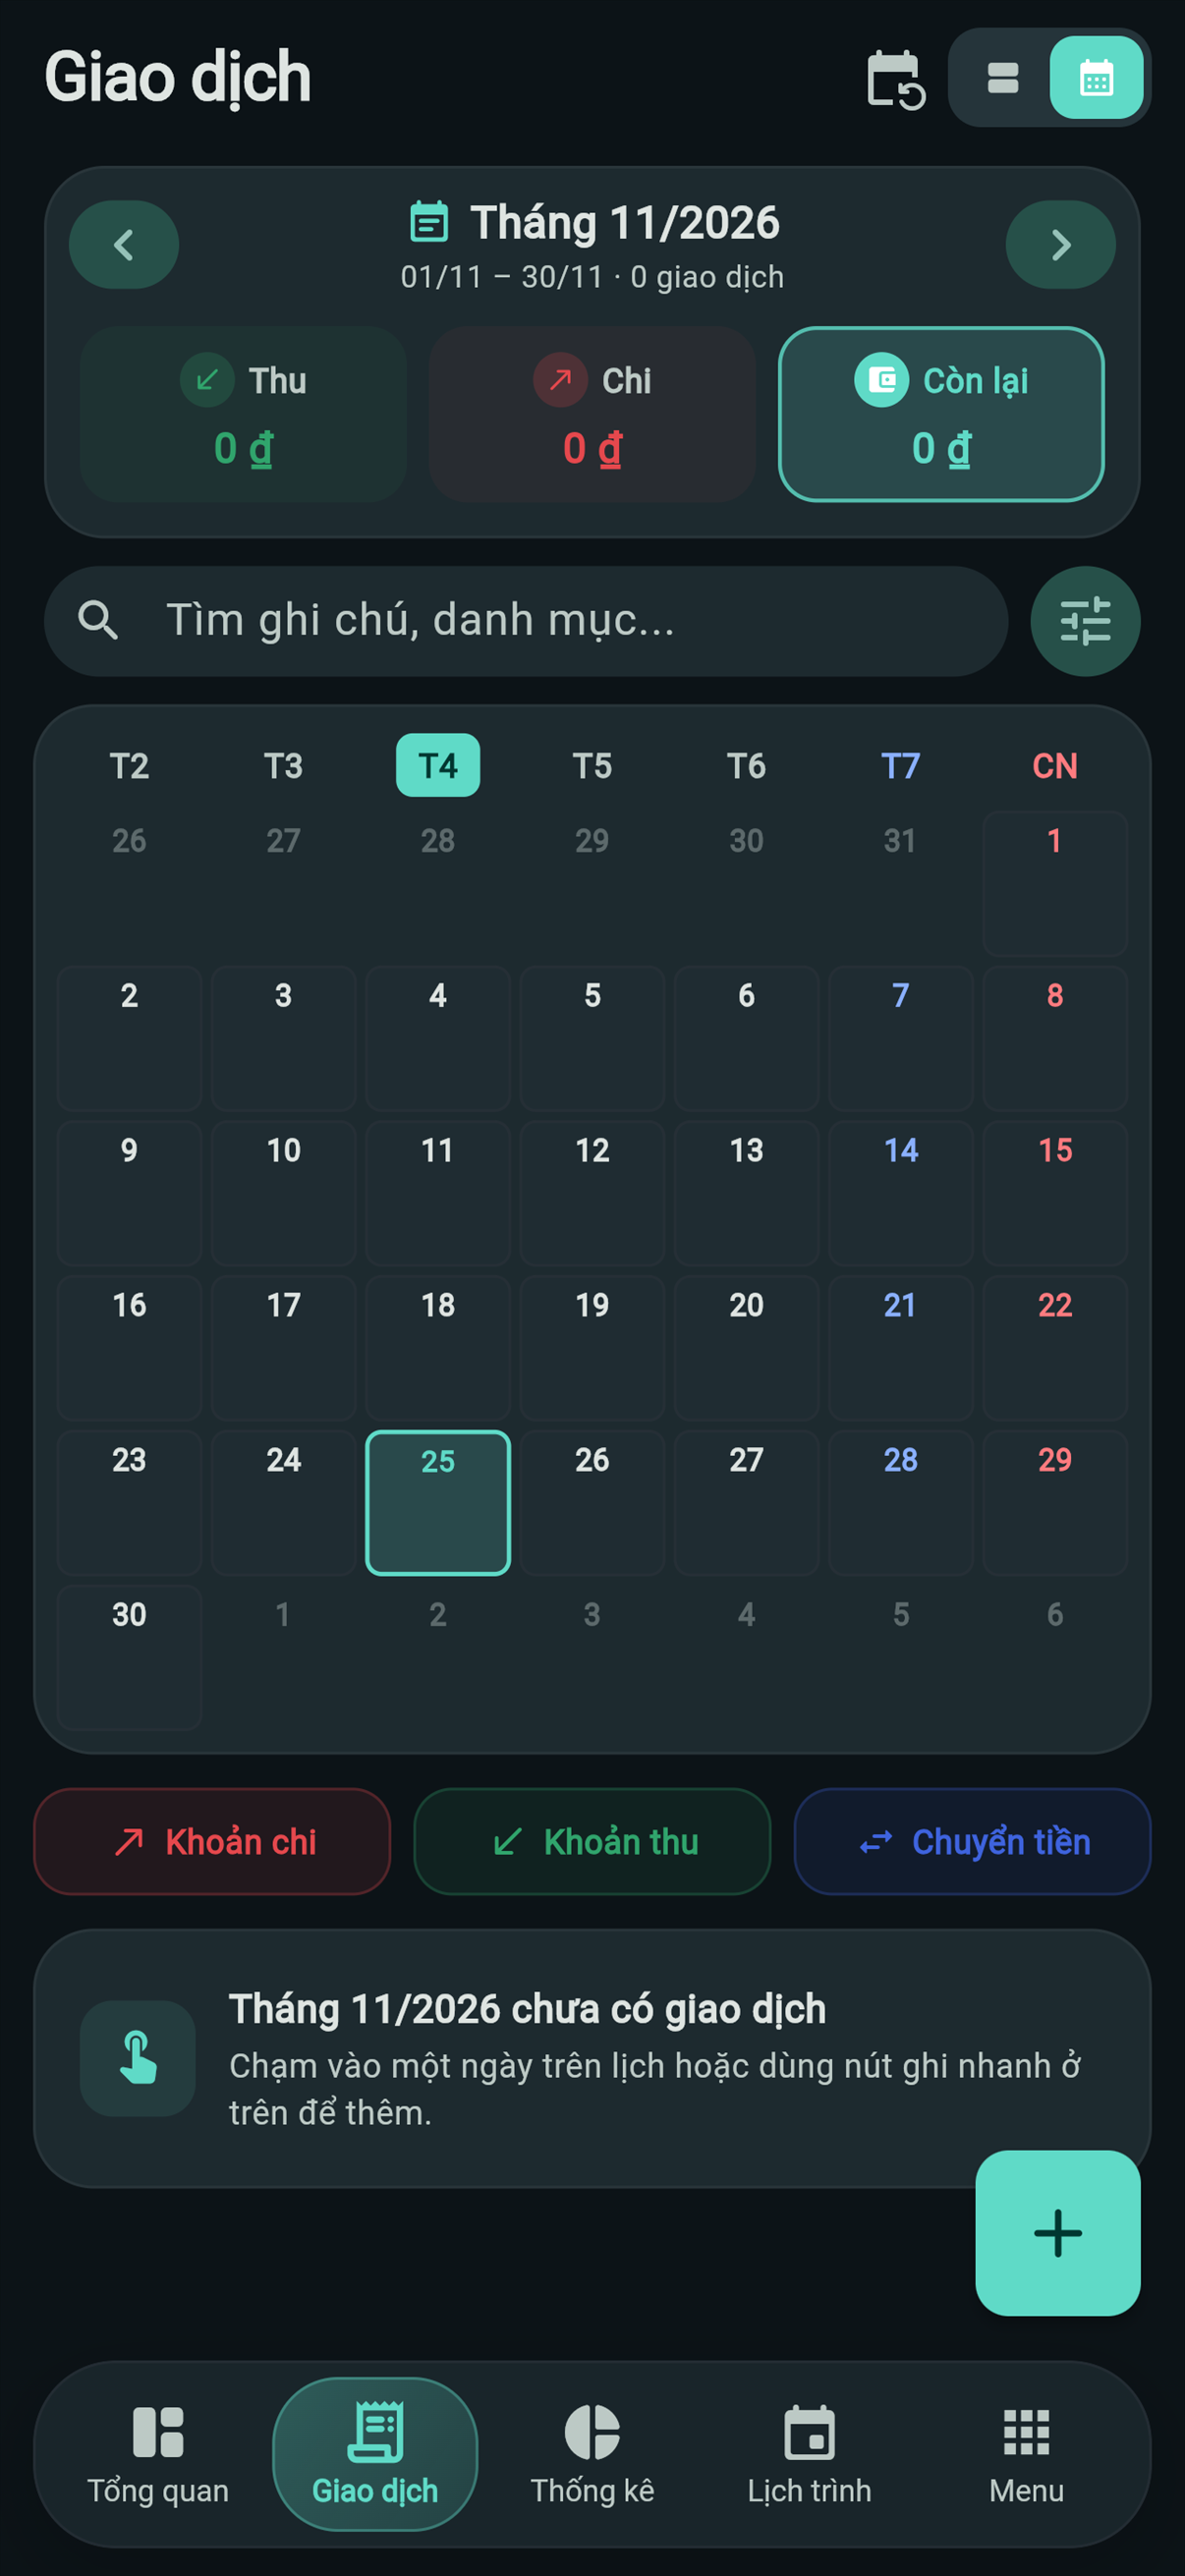 Giao dịch
Tháng 11/2026
01/11 – 30/11 · 0 giao dịch
Thu
0 ₫
Chi
0 ₫
Còn lại
0 ₫
Tìm ghi chú, danh mục...
T2 T3 T4 T5 T6 T7 CN
26 27 28 29 30 31 1
2 3 4 5 6 7 8
9 10 11 12 13 14 15
16 17 18 19 20 21 22
23 24 25 26 27 28 29
30 1 2 3 4 5 6
Khoản chi
Khoản thu
Chuyển tiền
Tháng 11/2026 chưa có giao dịch
Chạm vào một ngày trên lịch hoặc dùng nút ghi nhanh ở
trên để thêm.
Tổng quan
Giao dịch
Thống kê
Lịch trình
Menu